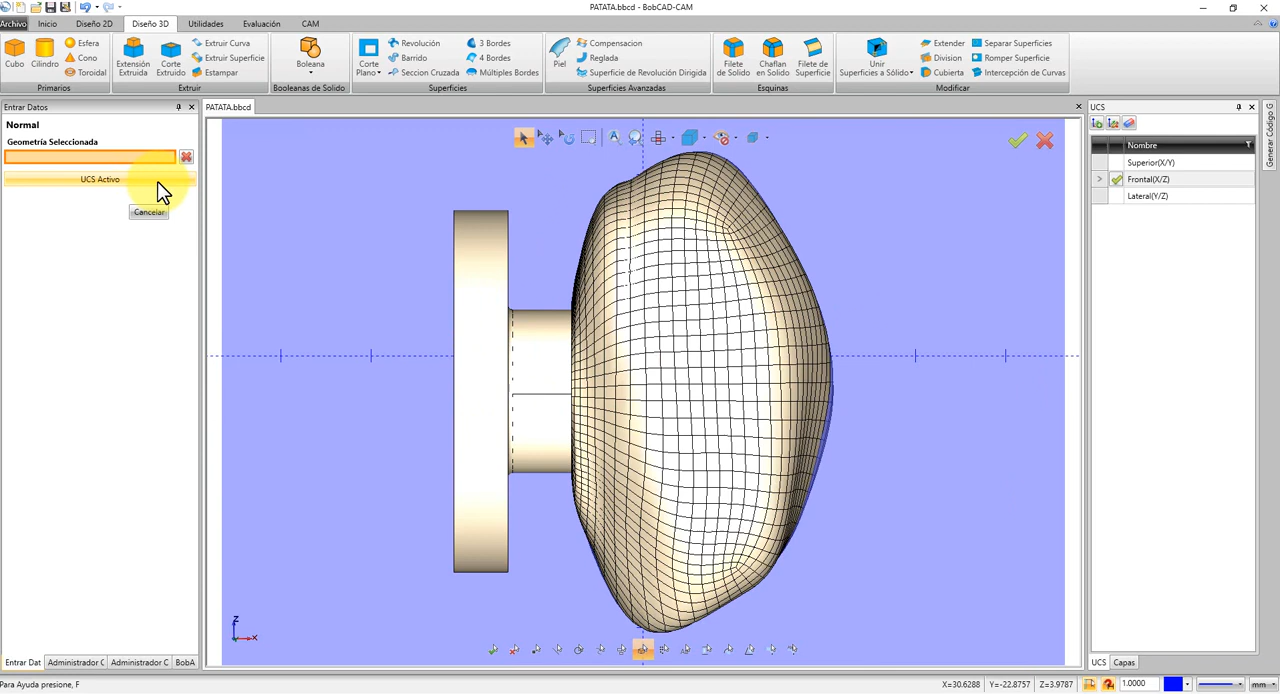 PATATA.bbcd - BobCAD-CAM
Archivo Inicio Diseño 2D Diseño 3D Utilidades Evaluación CAM
Cubo
Cilindro
Esfera
Cono
Toroidal
Primarios
Extensión Extruida
Corte Extruido
Extruir Curva
Extruir Superficie
Estampar
Extruir
Boleana
Booleanas de Solido
Corte Plano
Revolución
Barrido
Seccion Cruzada
3 Bordes
4 Bordes
Múltiples Bordes
Superficies
Piel
Compensacion
Reglada
Superficie de Revolución Dirigida
Superficies Avanzadas
Filete de Solido
Chaflan en Solido
Filete de Superficie
Esquinas
Unir Superficies a Sólido
Extender
Division
Cubierta
Separar Superficies
Romper Superficie
Intercepción de Curvas
Modificar
Entrar Datos
Normal
Geometría Seleccionada
UCS Activo
Cancelar
PATATA.bbcd
Z
X
UCS
Nombre
Superior(X/Y)
Frontal(X/Z)
Lateral(Y/Z)
Generar Código G
Entrar Dat Administrador C Administrador C BobA
UCS Capas
Para Ayuda presione, F
X=30.6288 Y=-22.8757 Z=3.9787 1.0000 mm